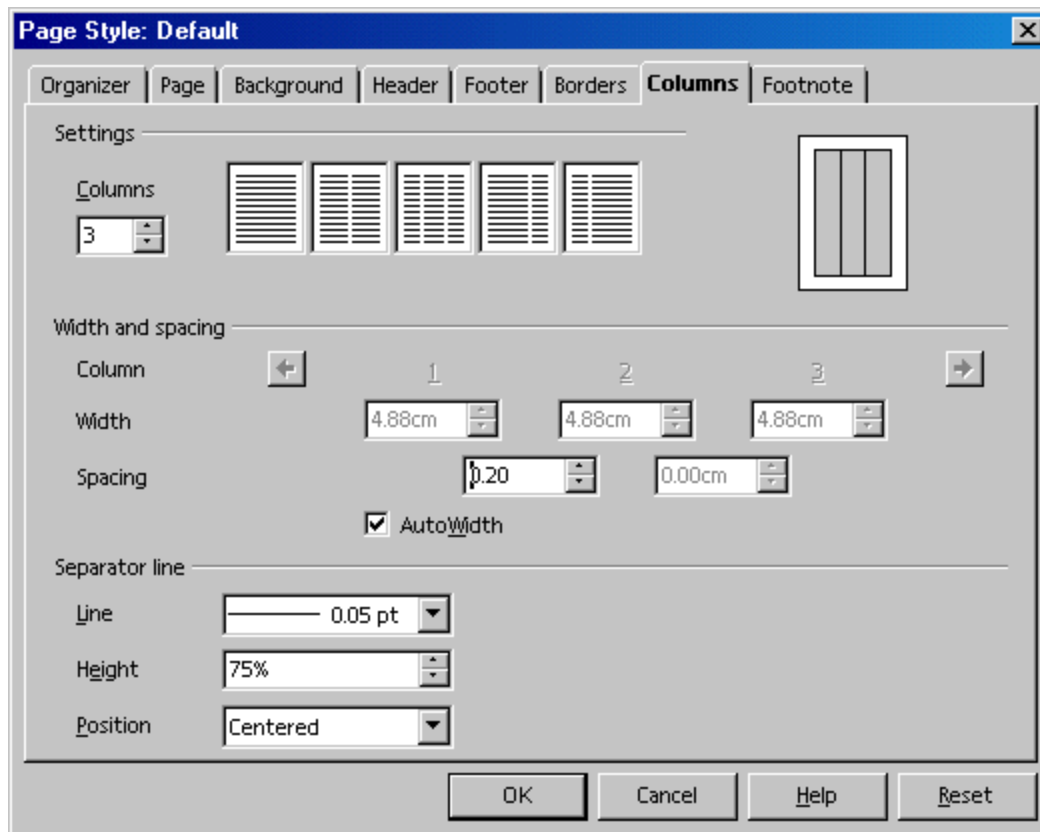 Page Style: Default
Organizer Page Background Header Footer Borders Columns Footnote
Settings
Columns
3
Width and spacing
Column 1 2 3
Width 4.88cm 4.88cm 4.88cm
Spacing 0.20 0.00cm
AutoWidth
Separator line
Line 0.05 pt
Height 75%
Position Centered
OK Cancel Help Reset